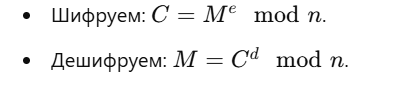 • Шифруем: C = M^e mod n.
• Дешифруем: M = C^d mod n.